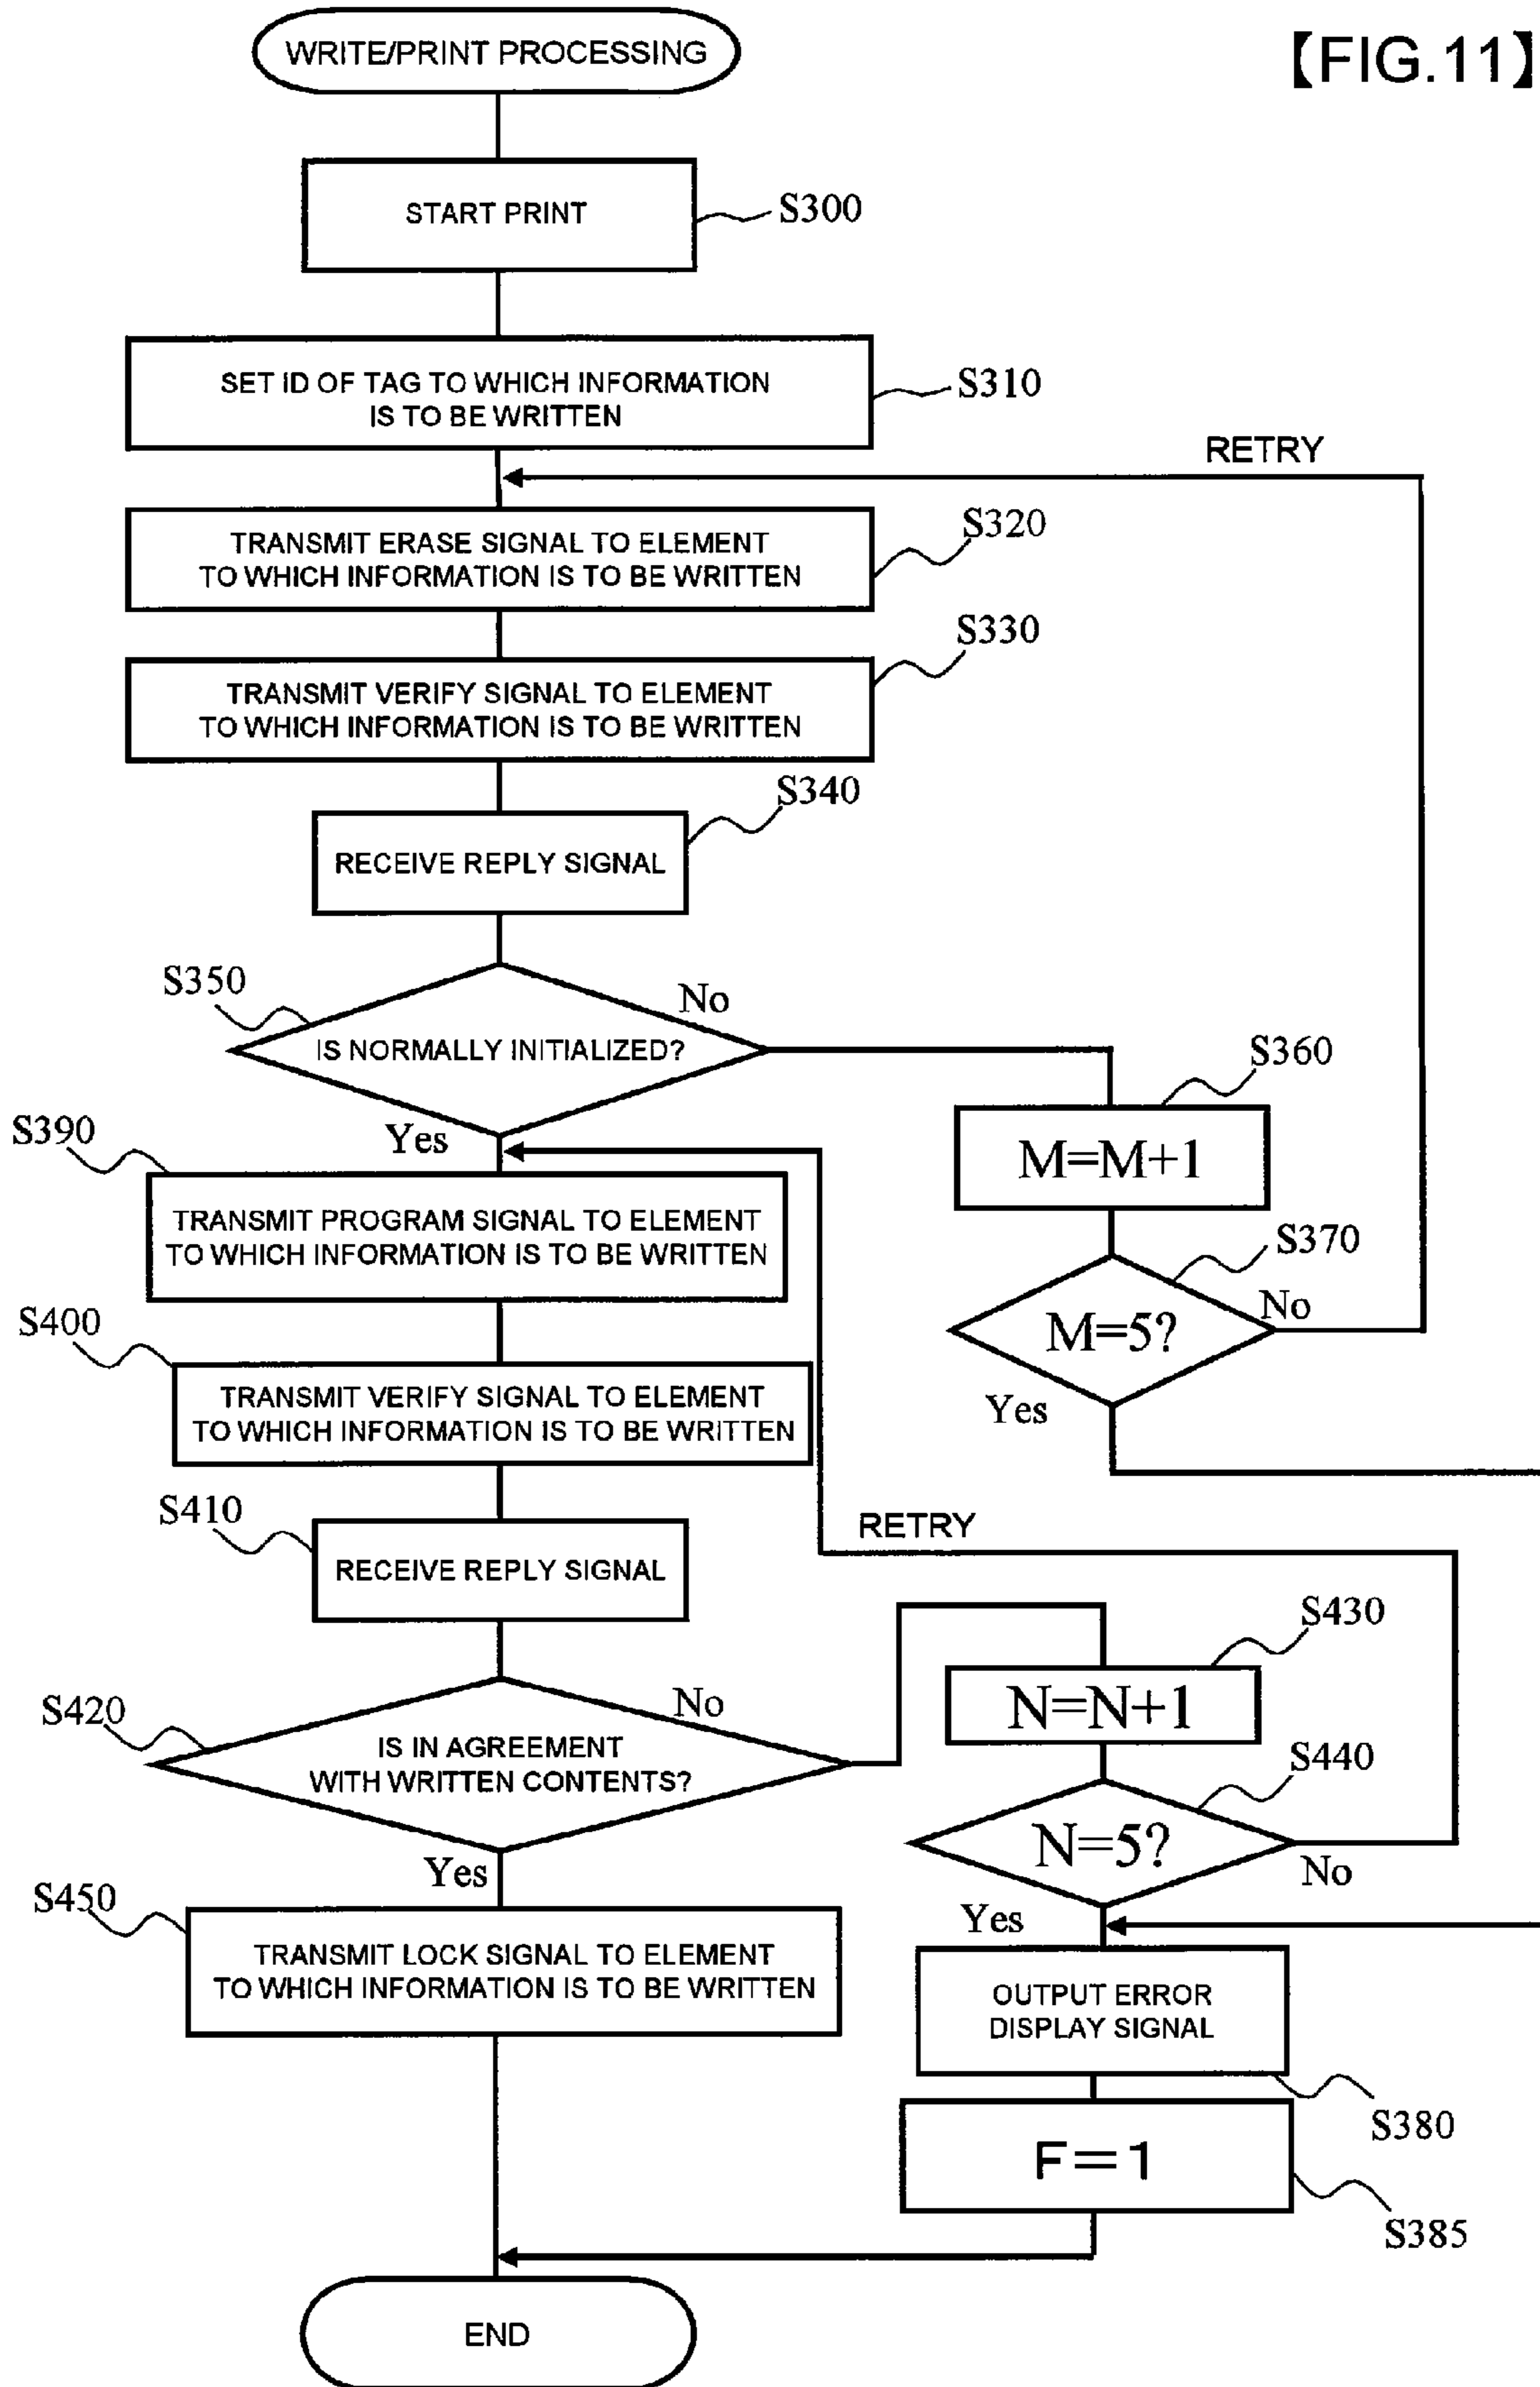 【FIG.11】
WRITE/PRINT PROCESSING
START PRINT
S300
SET ID OF TAG TO WHICH INFORMATION
IS TO BE WRITTEN
S310
RETRY
TRANSMIT ERASE SIGNAL TO ELEMENT
TO WHICH INFORMATION IS TO BE WRITTEN
S320
TRANSMIT VERIFY SIGNAL TO ELEMENT
TO WHICH INFORMATION IS TO BE WRITTEN
S330
RECEIVE REPLY SIGNAL
S340
S350
IS NORMALLY INITIALIZED?
No
Yes
S360
M=M+1
S370
M=5?
No
Yes
S390
TRANSMIT PROGRAM SIGNAL TO ELEMENT
TO WHICH INFORMATION IS TO BE WRITTEN
S400
TRANSMIT VERIFY SIGNAL TO ELEMENT
TO WHICH INFORMATION IS TO BE WRITTEN
S410
RECEIVE REPLY SIGNAL
RETRY
S420
IS IN AGREEMENT
WITH WRITTEN CONTENTS?
No
Yes
S430
N=N+1
S440
N=5?
No
Yes
S450
TRANSMIT LOCK SIGNAL TO ELEMENT
TO WHICH INFORMATION IS TO BE WRITTEN
OUTPUT ERROR
DISPLAY SIGNAL
S380
F=1
S385
END